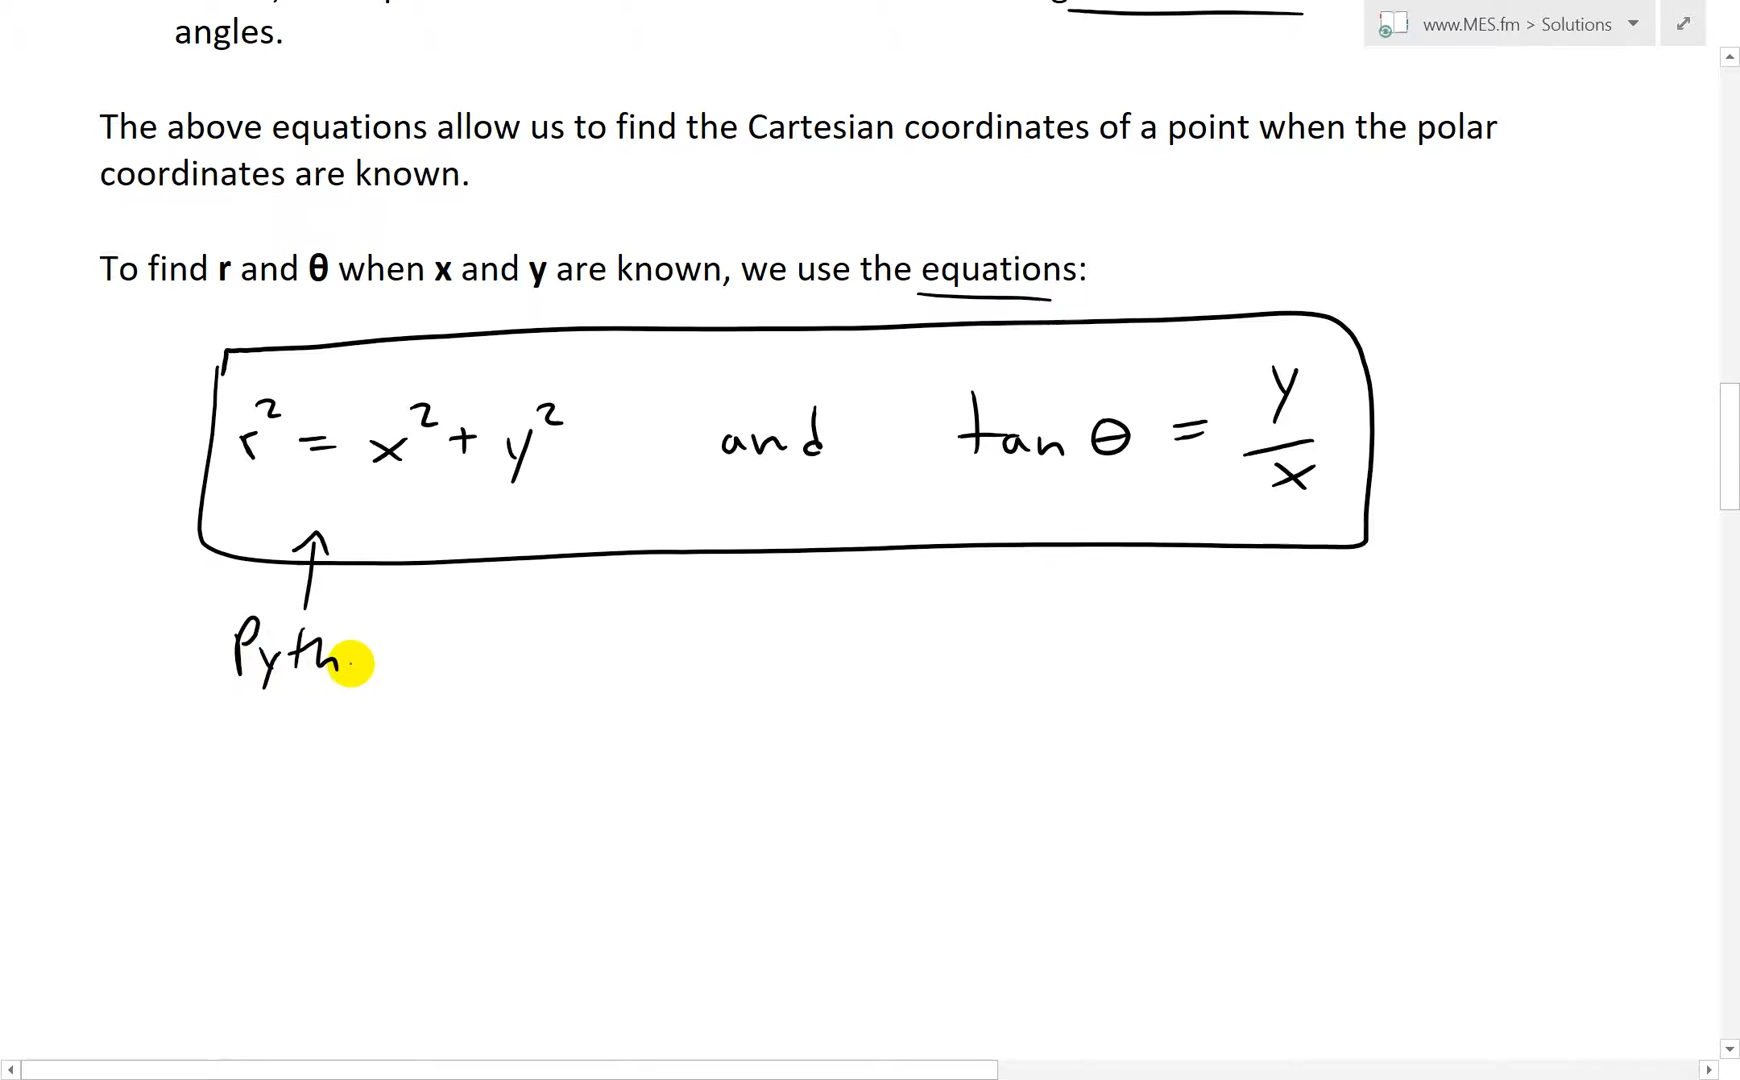 angles.
www.MES.fm > Solutions
The above equations allow us to find the Cartesian coordinates of a point when the polar
coordinates are known.
To find r and θ when x and y are known, we use the equations:
r² = x² + y² and tan θ = y/x
Pyth